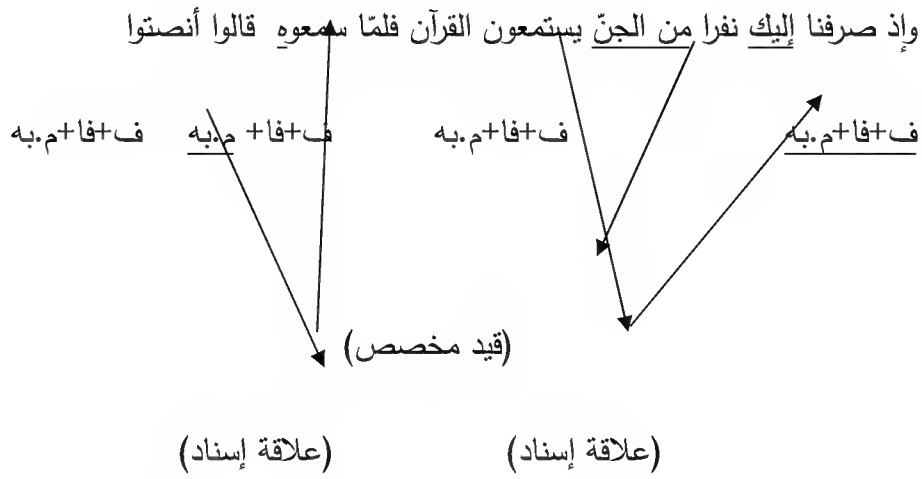 وإذ صرفنا إليك نفرا من الجنّ يستمعون القرآن فلمّا سمعوه قالوا أنصتوا
ف+فا+م.به ف+فا+م.به ف+فا+ م.به ف+فا+م.به
(قيد مخصص)
(علاقة إسناد) (علاقة إسناد)